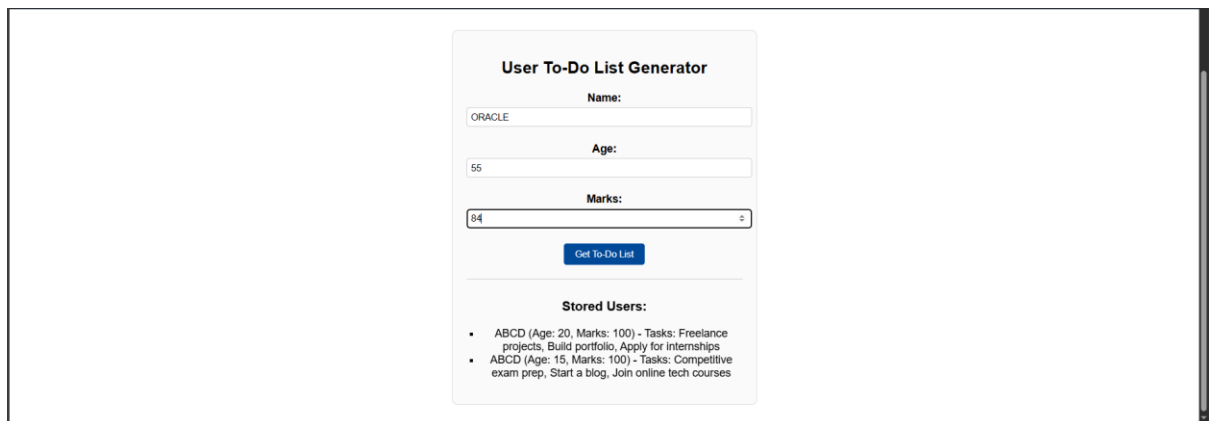 User To-Do List Generator
Name:
ORACLE
Age:
55
Marks:
84
Get To-Do List
Stored Users:
ABCD (Age: 20, Marks: 100) - Tasks: Freelance
projects, Build portfolio, Apply for internships
ABCD (Age: 15, Marks: 100) - Tasks: Competitive
exam prep, Start a blog, Join online tech courses